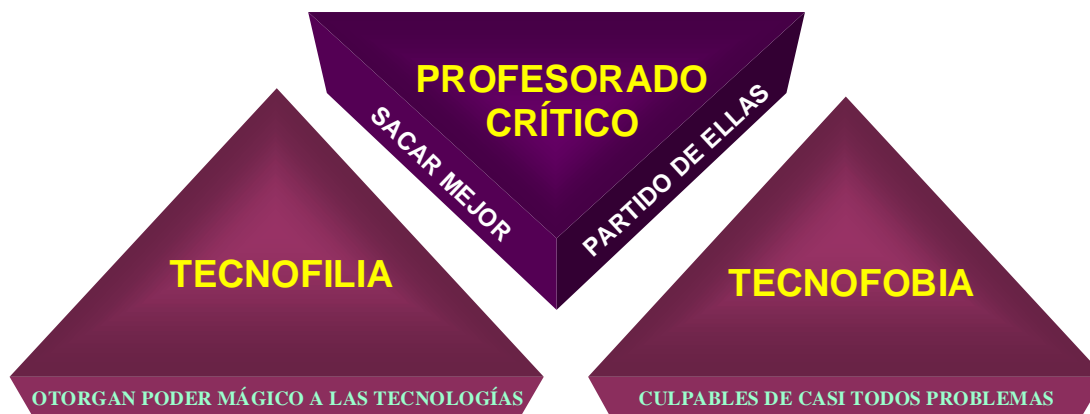 PROFESORADO
CRÍTICO
SACAR MEJOR
PARTIDO DE ELLAS
TECNOFILIA
OTORGAN PODER MÁGICO A LAS TECNOLOGÍAS
TECNOFOBIA
CULPABLES DE CASI TODOS PROBLEMAS